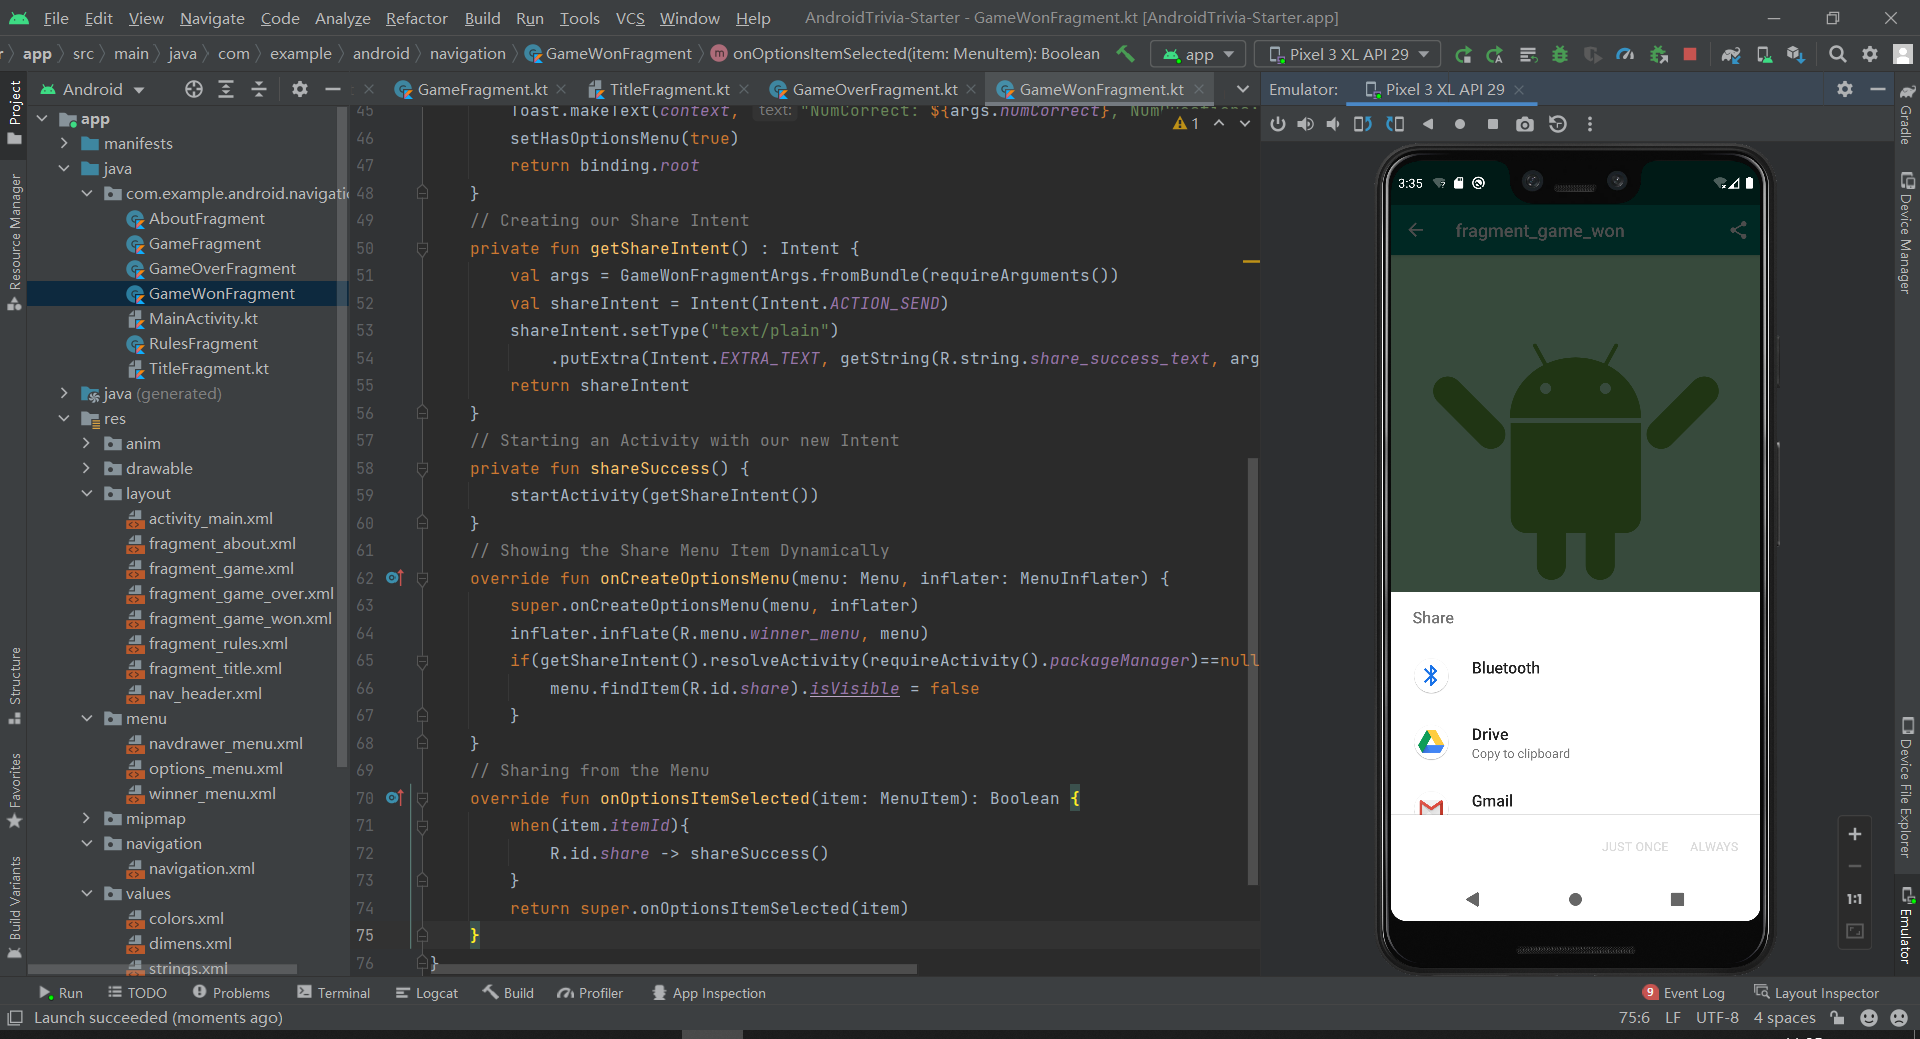 File Edit View Navigate Code Analyze Refactor Build Run Tools VCS Window Help AndroidTrivia-Starter - GameWonFragment.kt [AndroidTrivia-Starter.app]
app src main java com example android navigation GameWonFragment onOptionsItemSelected(item: MenuItem): Boolean app Pixel 3 XL API 29
Android GameFragment.kt TitleFragment.kt GameOverFragment.kt GameWonFragment.kt Emulator: Pixel 3 XL API 29
Project
Resource Manager
Structure
Favorites
Build Variants
app
manifests
java
com.example.android.navigatio
AboutFragment
GameFragment
GameOverFragment
GameWonFragment
MainActivity.kt
RulesFragment
TitleFragment.kt
java (generated)
res
anim
drawable
layout
activity_main.xml
fragment_about.xml
fragment_game.xml
fragment_game_over.xml
fragment_game_won.xml
fragment_rules.xml
fragment_title.xml
nav_header.xml
menu
navdrawer_menu.xml
options_menu.xml
winner_menu.xml
mipmap
navigation
navigation.xml
values
colors.xml
dimens.xml
strings.xml
45 Toast.makeText(context, text: "NumCorrect: ${args.numCorrect},
1
46 setHasOptionsMenu(true)
47 return binding.root
48 }
49 // Creating our Share Intent
50 private fun getShareIntent() : Intent {
51 val args = GameWonFragmentArgs.fromBundle(requireArguments())
52 val shareIntent = Intent(Intent.ACTION_SEND)
53 shareIntent.setType("text/plain")
54 .putExtra(Intent.EXTRA_TEXT, getString(R.string.share_success_text, arg
55 return shareIntent
56 }
57 // Starting an Activity with our new Intent
58 private fun shareSuccess() {
59 startActivity(getShareIntent())
60 }
61 // Showing the Share Menu Item Dynamically
62 override fun onCreateOptionsMenu(menu: Menu, inflater: MenuInflater) {
63 super.onCreateOptionsMenu(menu, inflater)
64 inflater.inflate(R.menu.winner_menu, menu)
65 if(getShareIntent().resolveActivity(requireActivity().packageManager)==null
66 menu.findItem(R.id.share).isVisible = false
67 }
68 }
69 // Sharing from the Menu
70 override fun onOptionsItemSelected(item: MenuItem): Boolean {
71 when(item.itemId){
72 R.id.share -> shareSuccess()
73 }
74 return super.onOptionsItemSelected(item)
75 }
76 }
3:35
fragment_game_won
Share
Bluetooth
Drive
Copy to clipboard
Gmail
JUST ONCE ALWAYS
1:1
Gradle
Device Manager
Device File Explorer
Emulator
Run TODO Problems Terminal Logcat Build Profiler App Inspection 9 Event Log Layout Inspector
Launch succeeded (moments ago) 75:6 LF UTF-8 4 spaces